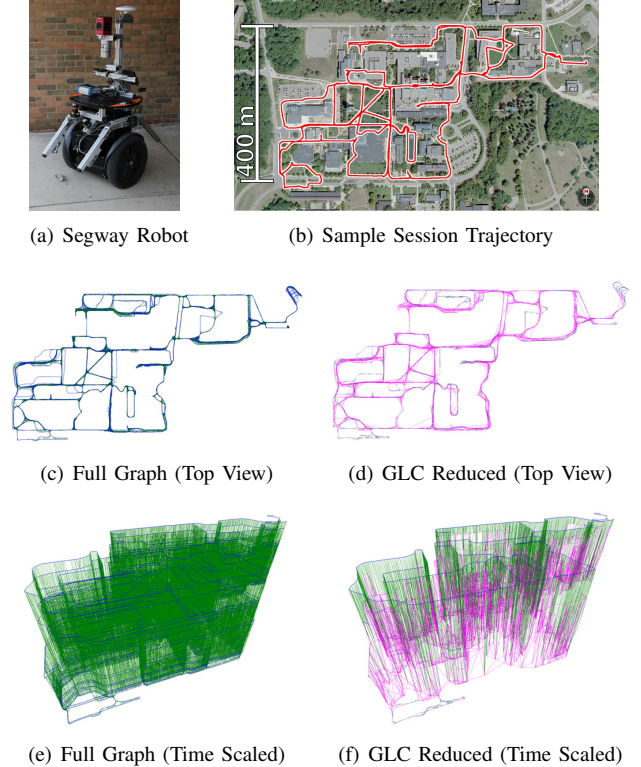 400 m
(a) Segway Robot
(b) Sample Session Trajectory
(c) Full Graph (Top View)
(d) GLC Reduced (Top View)
(e) Full Graph (Time Scaled)
(f) GLC Reduced (Time Scaled)